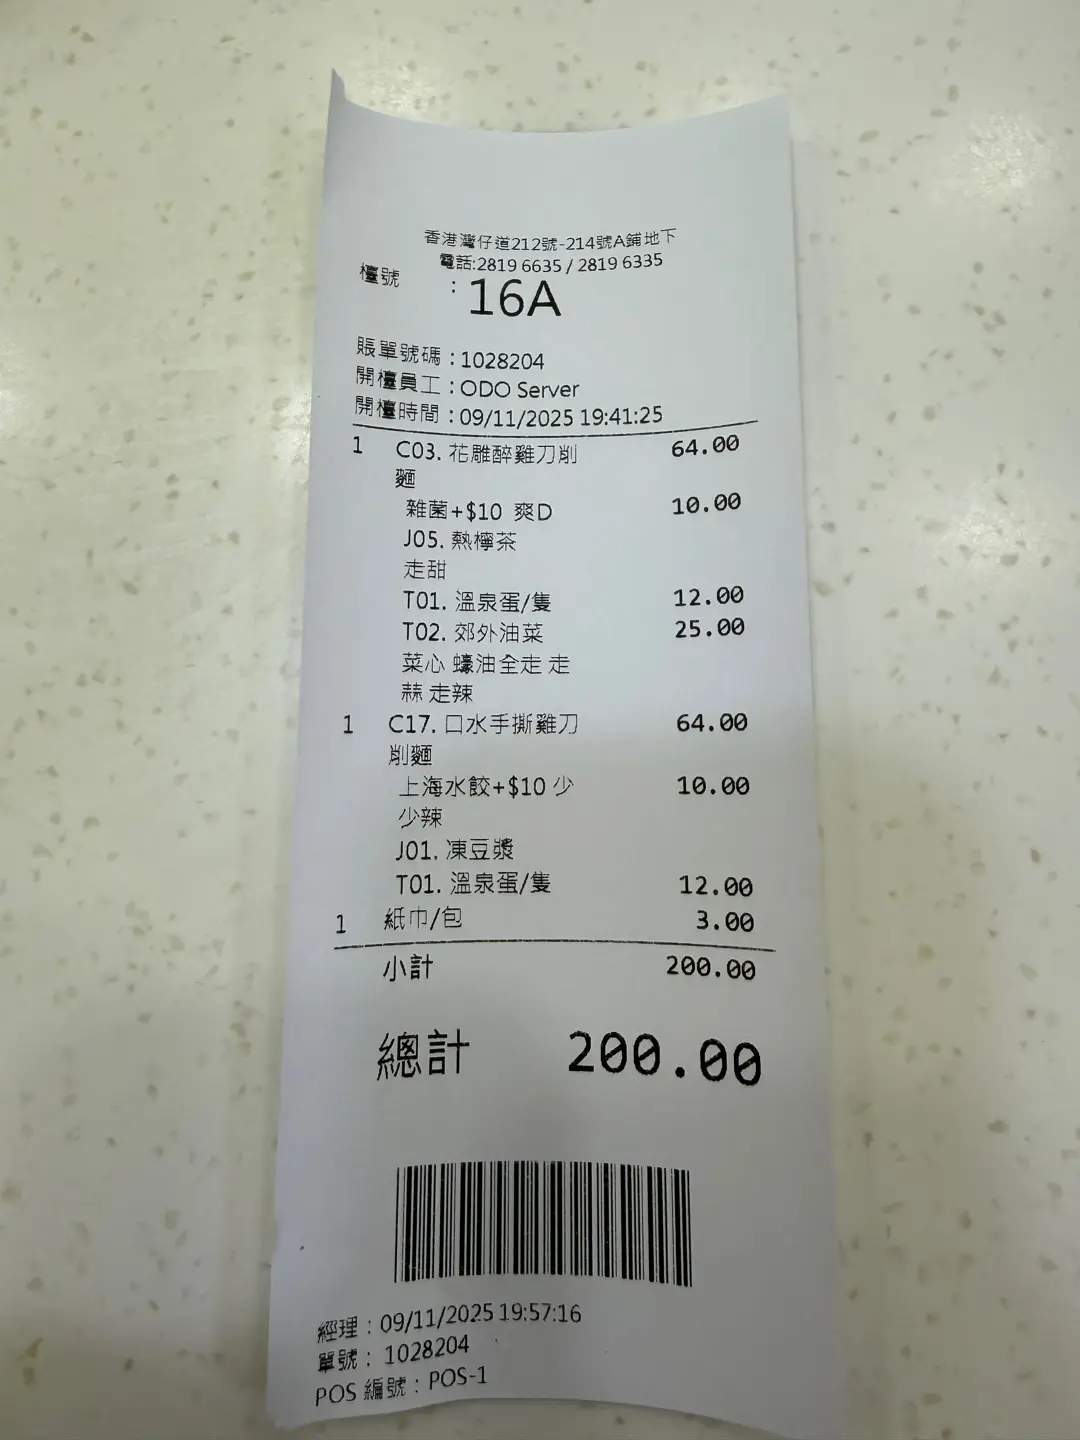 香港灣仔道212號-214號A鋪地下
電話:2819 6635 / 2819 6335
檯號 : 16A
賬單號碼 : 1028204
開檯員工 : ODO Server
開檯時間 : 09/11/2025 19:41:25
1 C03. 花雕醉雞刀削 64.00
麵
雜菌+$10 爽D 10.00
J05. 熱檸茶
走甜
T01. 溫泉蛋/隻 12.00
T02. 郊外油菜 25.00
菜心 蠔油全走 走
蒜 走辣
1 C17. 口水手撕雞刀 64.00
削麵
上海水餃+$10 少 10.00
少辣
J01. 凍豆漿
T01. 溫泉蛋/隻 12.00
1 紙巾/包 3.00
小計 200.00
總計 200.00
經理 : 09/11/2025 19:57:16
單號 : 1028204
POS 編號 : POS-1